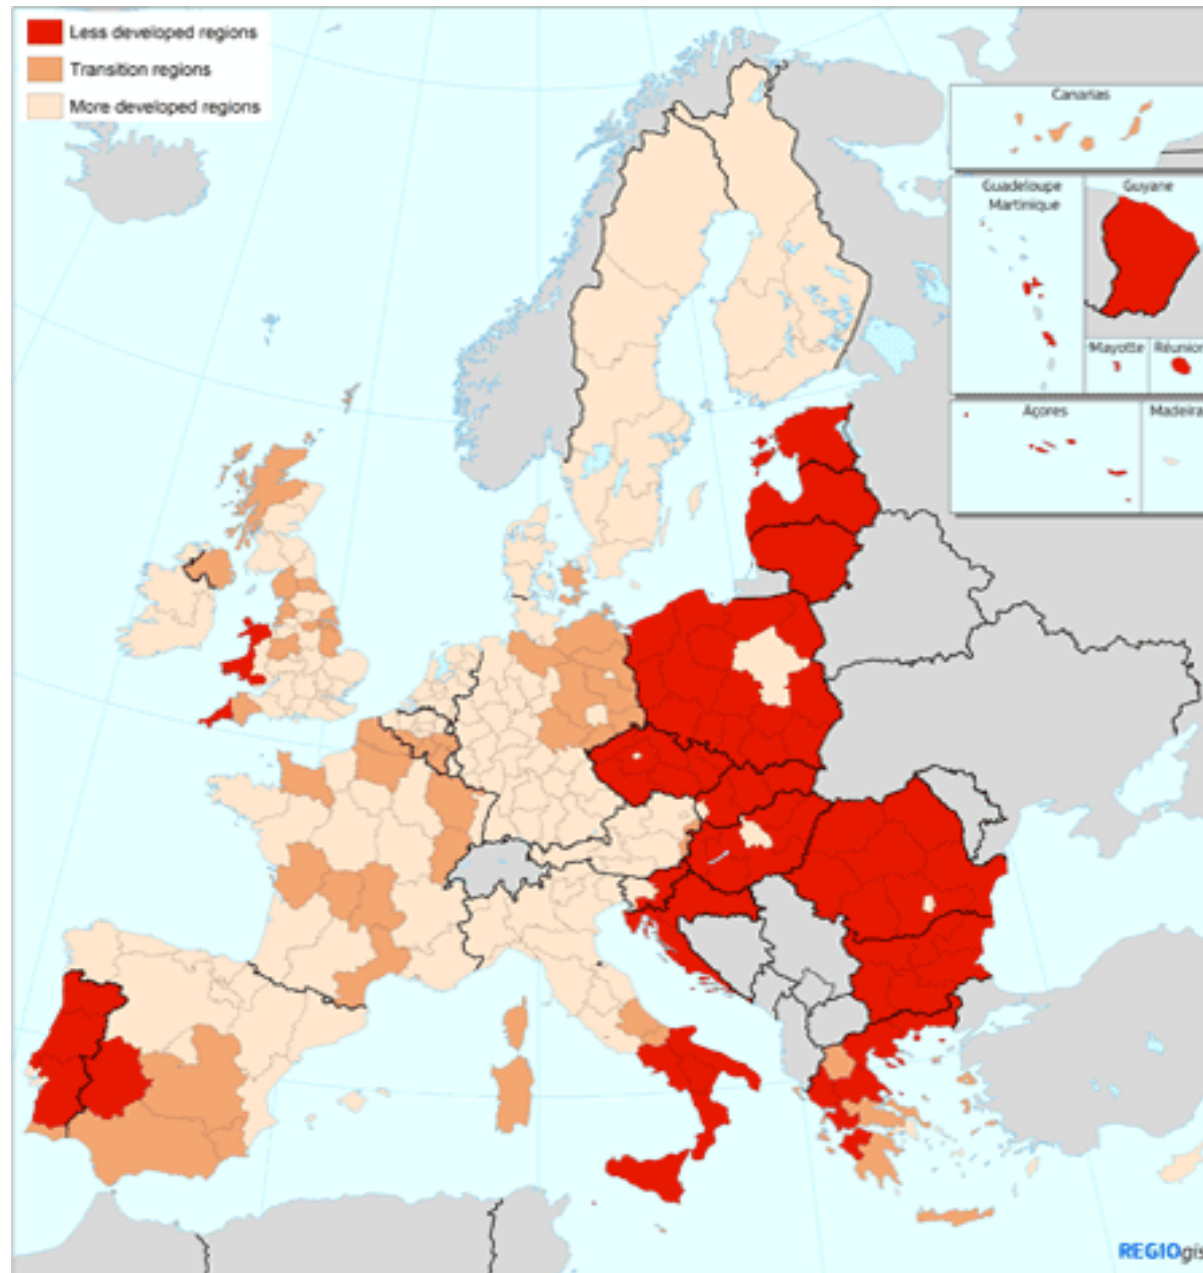 Less developed regions
Transition regions
More developed regions
Canarias
Guadeloupe
Martinique
Guyane
Mayotte
Réunion
Açores
Madeira
REGIOgis